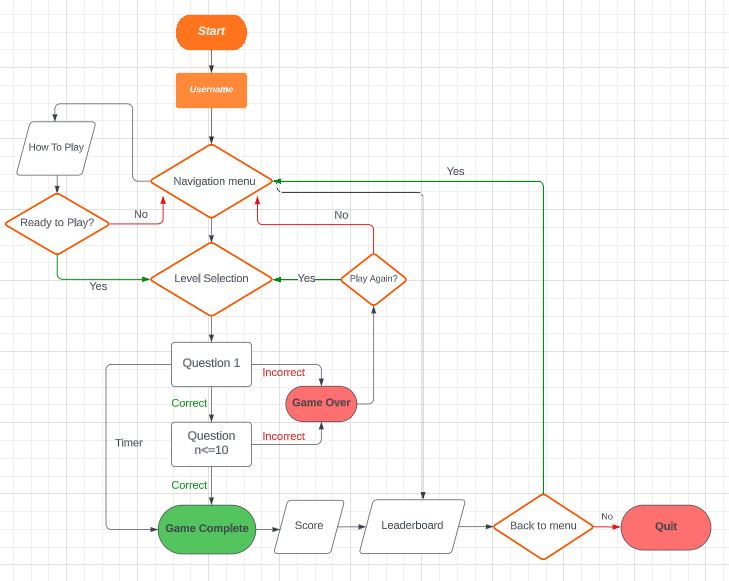 Start
Username
How To Play
Navigation menu
Yes
Ready to Play?
No
No
Yes
Level Selection
Yes
Play Again?
Question 1
Incorrect
Correct
Game Over
Timer
Question
n<=10
Incorrect
Correct
Game Complete
Score
Leaderboard
Back to menu
No
Quit